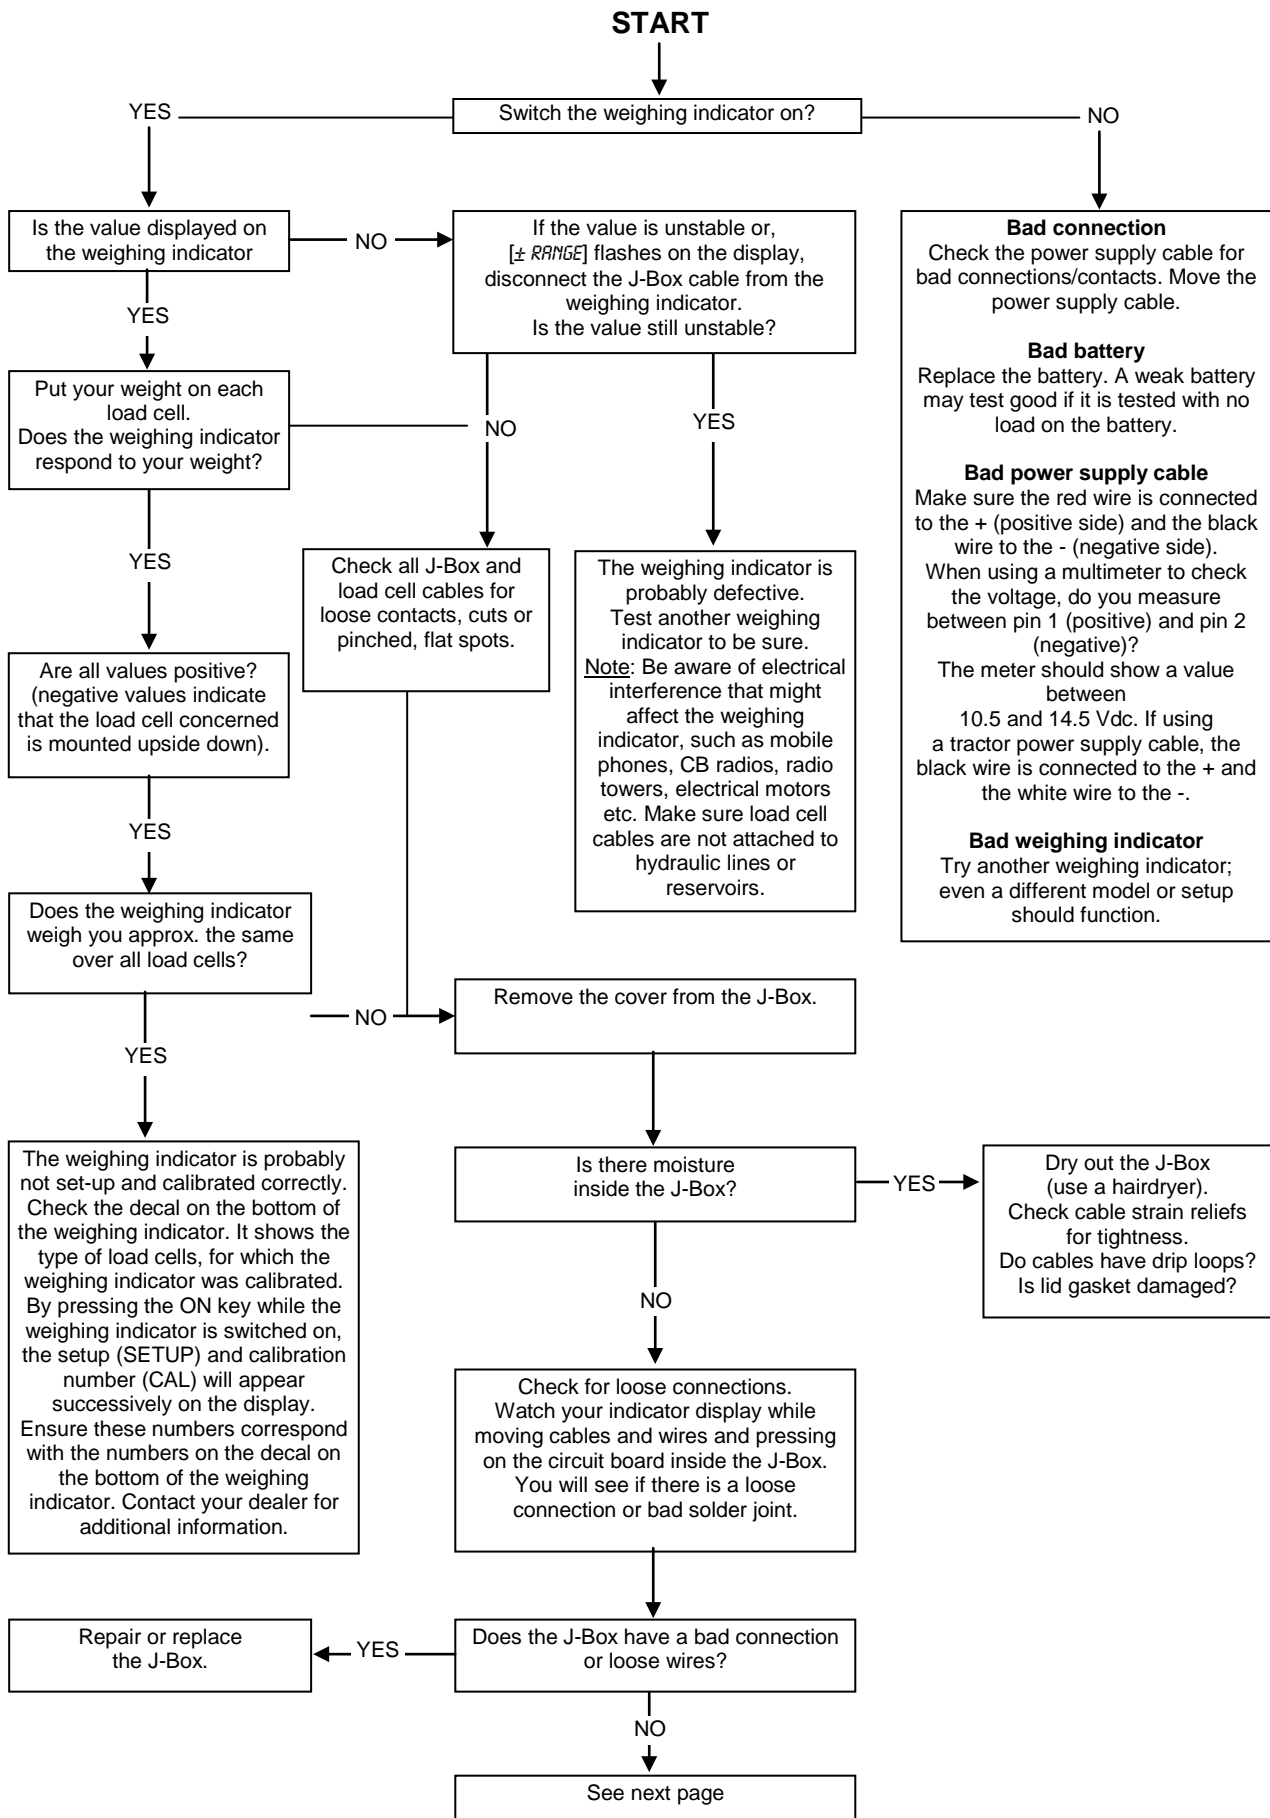 START
Switch the weighing indicator on?
YES
NO
Is the value displayed on
the weighing indicator
NO
If the value is unstable or,
[± RANGE] flashes on the display,
disconnect the J-Box cable from the
weighing indicator.
Is the value still unstable?
Bad connection
Check the power supply cable for
bad connections/contacts. Move the
power supply cable.
Bad battery
Replace the battery. A weak battery
may test good if it is tested with no
load on the battery.
Bad power supply cable
Make sure the red wire is connected
to the + (positive side) and the black
wire to the - (negative side).
When using a multimeter to check
the voltage, do you measure
between pin 1 (positive) and pin 2
(negative)?
The meter should show a value
between
10.5 and 14.5 Vdc. If using
a tractor power supply cable, the
black wire is connected to the + and
the white wire to the -.
Bad weighing indicator
Try another weighing indicator;
even a different model or setup
should function.
YES
Put your weight on each
load cell.
Does the weighing indicator
respond to your weight?
NO
YES
YES
Check all J-Box and
load cell cables for
loose contacts, cuts or
pinched, flat spots.
The weighing indicator is
probably defective.
Test another weighing
indicator to be sure.
Note: Be aware of electrical
interference that might
affect the weighing
indicator, such as mobile
phones, CB radios, radio
towers, electrical motors
etc. Make sure load cell
cables are not attached to
hydraulic lines or
reservoirs.
Are all values positive?
(negative values indicate
that the load cell concerned
is mounted upside down).
YES
Does the weighing indicator
weigh you approx. the same
over all load cells?
NO
Remove the cover from the J-Box.
YES
The weighing indicator is probably
not set-up and calibrated correctly.
Check the decal on the bottom of
the weighing indicator. It shows the
type of load cells, for which the
weighing indicator was calibrated.
By pressing the ON key while the
weighing indicator is switched on,
the setup (SETUP) and calibration
number (CAL) will appear
successively on the display.
Ensure these numbers correspond
with the numbers on the decal on
the bottom of the weighing
indicator. Contact your dealer for
additional information.
Is there moisture
inside the J-Box?
YES
Dry out the J-Box
(use a hairdryer).
Check cable strain reliefs
for tightness.
Do cables have drip loops?
Is lid gasket damaged?
NO
Check for loose connections.
Watch your indicator display while
moving cables and wires and pressing
on the circuit board inside the J-Box.
You will see if there is a loose
connection or bad solder joint.
Does the J-Box have a bad connection
or loose wires?
YES
Repair or replace
the J-Box.
NO
See next page